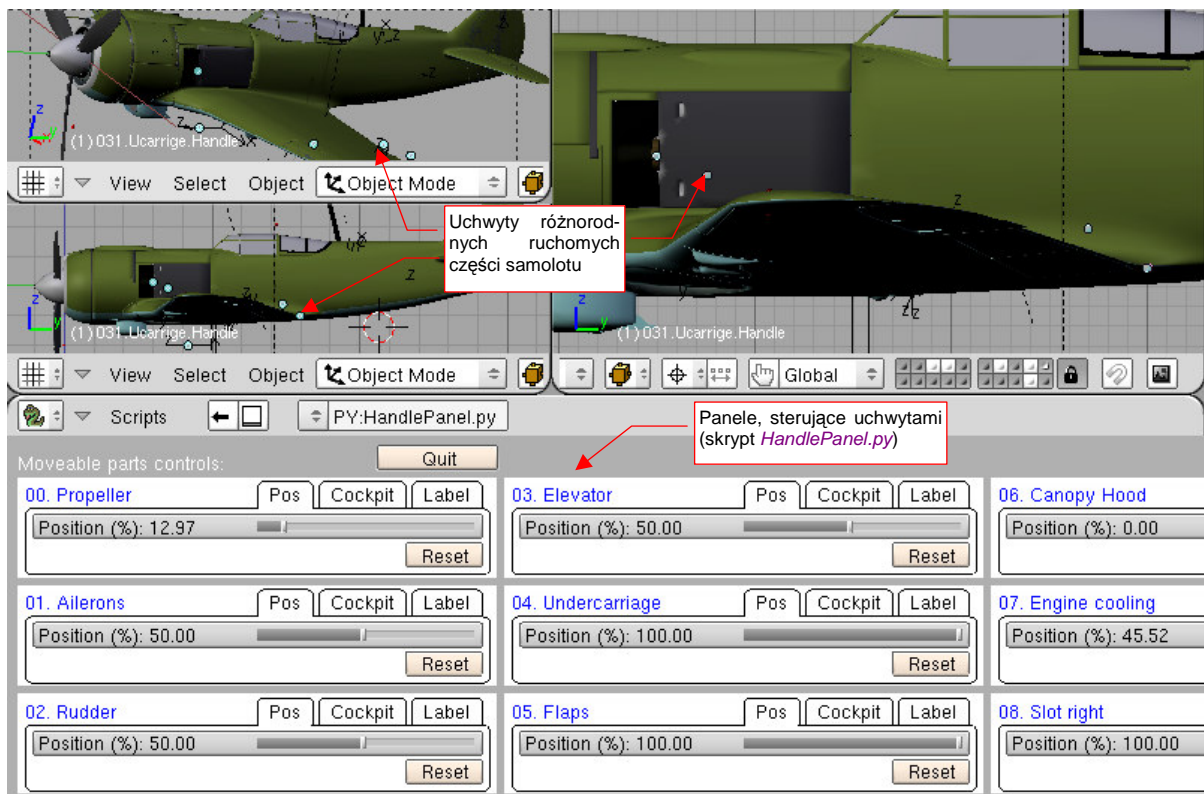 (1) 031.Ucarrige.Handle
View Select Object Object Mode
Uchwyty różnorod-
nych ruchomych
części samolotu
(1) 031.Ucarrige.Handle
View Select Object Object Mode
(1) 031.Ucarrige.Handle
Global
Scripts PY:HandlePanel.py
Panele, sterujące uchwytami
(skrypt HandlePanel.py)
Moveable parts controls: Quit
00. Propeller Pos Cockpit Label
Position (%): 12.97
Reset
03. Elevator Pos Cockpit Label
Position (%): 50.00
Reset
06. Canopy Hood
Position (%): 0.00
01. Ailerons Pos Cockpit Label
Position (%): 50.00
Reset
04. Undercarriage Pos Cockpit Label
Position (%): 100.00
Reset
07. Engine cooling
Position (%): 45.52
02. Rudder Pos Cockpit Label
Position (%): 50.00
Reset
05. Flaps Pos Cockpit Label
Position (%): 100.00
Reset
08. Slot right
Position (%): 100.00